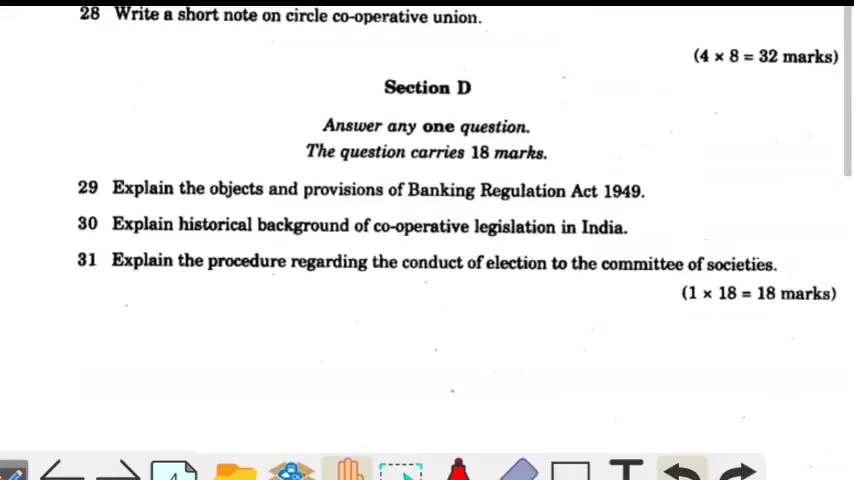 28 Write a short note on circle co-operative union.
(4 × 8 = 32 marks)
Section D
Answer any one question.
The question carries 18 marks.
29 Explain the objects and provisions of Banking Regulation Act 1949.
30 Explain historical background of co-operative legislation in India.
31 Explain the procedure regarding the conduct of election to the committee of societies.
(1 × 18 = 18 marks)